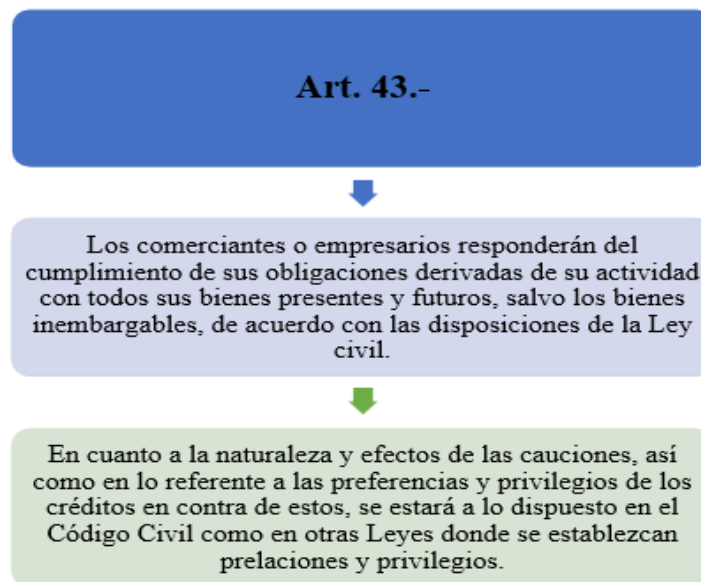 Art. 43.-
Los comerciantes o empresarios responderán del
cumplimiento de sus obligaciones derivadas de su actividad
con todos sus bienes presentes y futuros, salvo los bienes
inembargables, de acuerdo con las disposiciones de la Ley
civil.
En cuanto a la naturaleza y efectos de las cauciones, así
como en lo referente a las preferencias y privilegios de los
créditos en contra de estos, se estará a lo dispuesto en el
Código Civil como en otras Leyes donde se establezcan
prelaciones y privilegios.